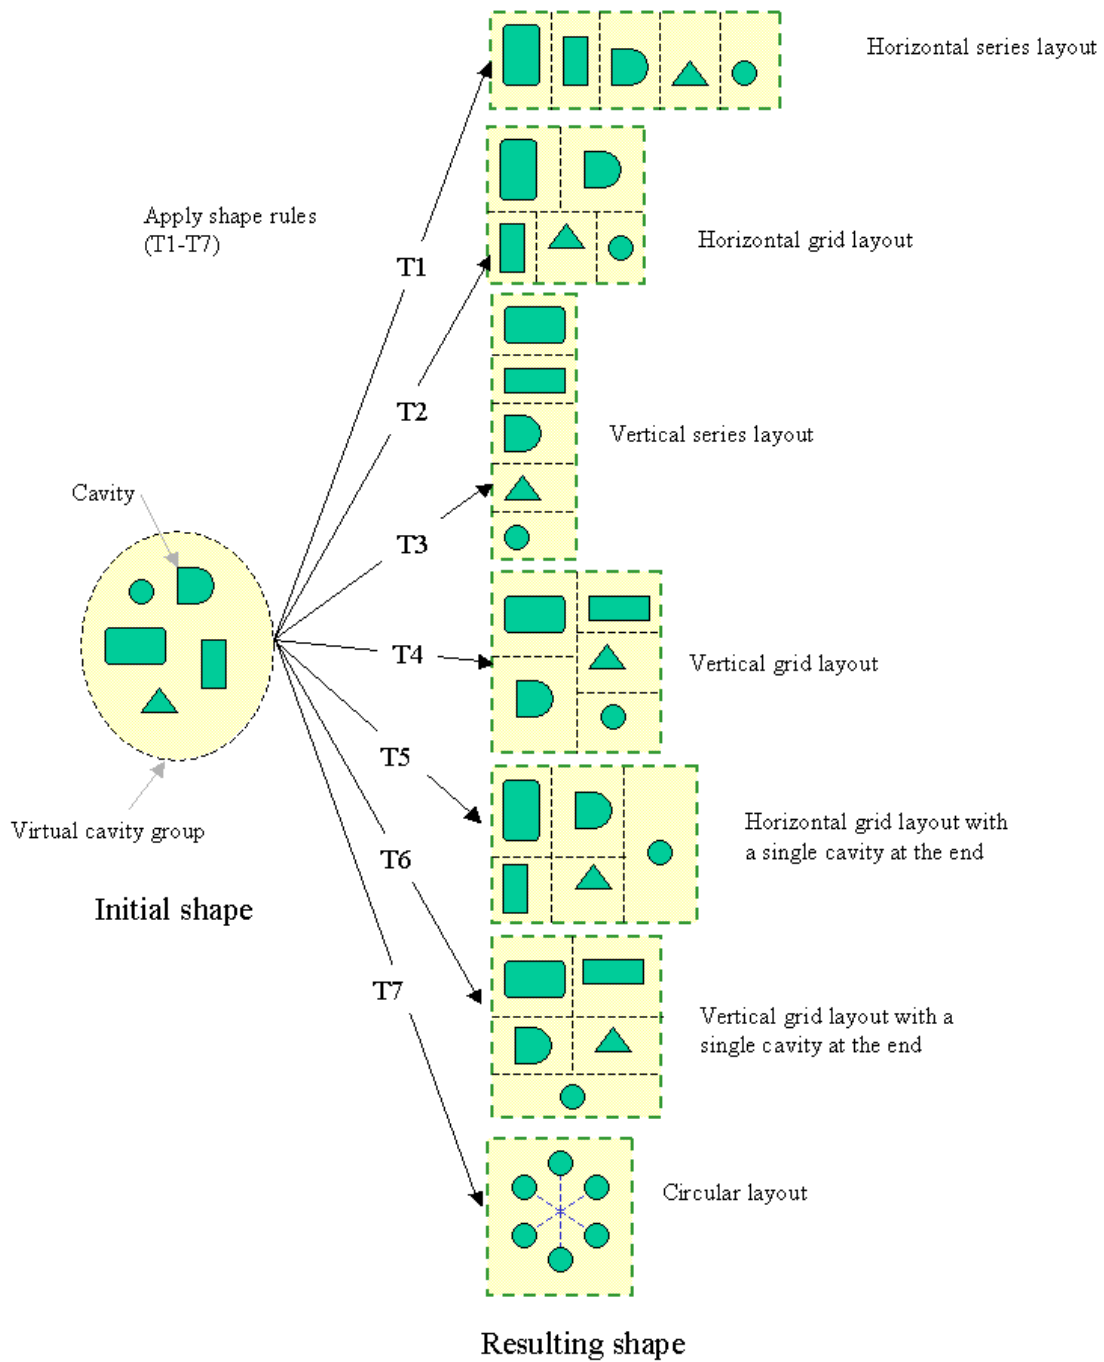 Horizontal series layout
Apply shape rules
(T1-T7)
T1
Horizontal grid layout
T2
Vertical series layout
Cavity
T3
T4
Vertical grid layout
T5
Virtual cavity group
Horizontal grid layout with
a single cavity at the end
T6
Initial shape
T7
Vertical grid layout with a
single cavity at the end
Circular layout
Resulting shape